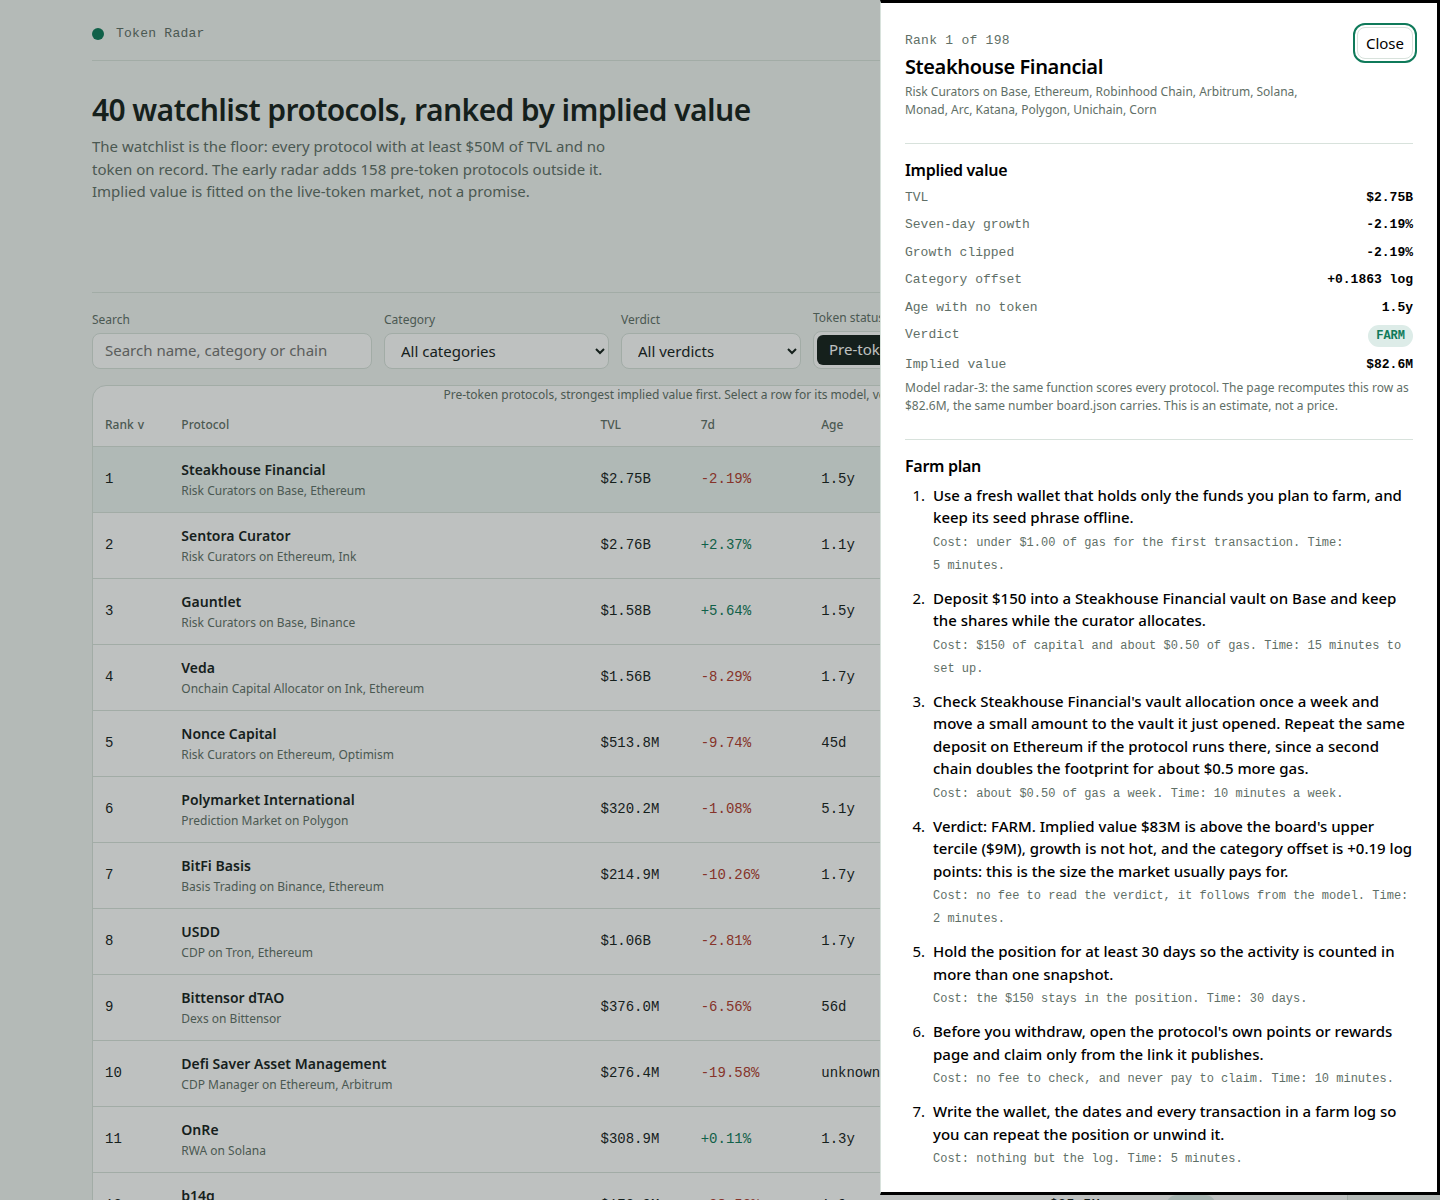 Token Radar
40 watchlist protocols, ranked by implied value
The watchlist is the floor: every protocol with at least $50M of TVL and no
token on record. The early radar adds 158 pre-token protocols outside it.
Implied value is fitted on the live-token market, not a promise.
Search
Category
Verdict
Token status
Search name, category or chain
All categories
All verdicts
Pre-tok
Pre-token protocols, strongest implied value first. Select a row for its model, v
Rank v Protocol TVL 7d Age
1 Steakhouse Financial $2.75B -2.19% 1.5y
Risk Curators on Base, Ethereum
2 Sentora Curator $2.76B +2.37% 1.1y
Risk Curators on Ethereum, Ink
3 Gauntlet $1.58B +5.64% 1.5y
Risk Curators on Base, Binance
4 Veda $1.56B -8.29% 1.7y
Onchain Capital Allocator on Ink, Ethereum
5 Nonce Capital $513.8M -9.74% 45d
Risk Curators on Ethereum, Optimism
6 Polymarket International $320.2M -1.08% 5.1y
Prediction Market on Polygon
7 BitFi Basis $214.9M -10.26% 1.7y
Basis Trading on Binance, Ethereum
8 USDD $1.06B -2.81% 1.7y
CDP on Tron, Ethereum
9 Bittensor dTAO $376.0M -6.56% 56d
Dexs on Bittensor
10 Defi Saver Asset Management $276.4M -19.58% unknown
CDP Manager on Ethereum, Arbitrum
11 OnRe $308.9M +0.11% 1.3y
RWA on Solana
b14g
Rank 1 of 198
Close
Steakhouse Financial
Risk Curators on Base, Ethereum, Robinhood Chain, Arbitrum, Solana,
Monad, Arc, Katana, Polygon, Unichain, Corn
Implied value
TVL $2.75B
Seven-day growth -2.19%
Growth clipped -2.19%
Category offset +0.1863 log
Age with no token 1.5y
Verdict FARM
Implied value $82.6M
Model radar-3: the same function scores every protocol. The page recomputes this row as
$82.6M, the same number board.json carries. This is an estimate, not a price.
Farm plan
1. Use a fresh wallet that holds only the funds you plan to farm, and
keep its seed phrase offline.
Cost: under $1.00 of gas for the first transaction. Time:
5 minutes.
2. Deposit $150 into a Steakhouse Financial vault on Base and keep
the shares while the curator allocates.
Cost: $150 of capital and about $0.50 of gas. Time: 15 minutes to
set up.
3. Check Steakhouse Financial's vault allocation once a week and
move a small amount to the vault it just opened. Repeat the same
deposit on Ethereum if the protocol runs there, since a second
chain doubles the footprint for about $0.5 more gas.
Cost: about $0.50 of gas a week. Time: 10 minutes a week.
4. Verdict: FARM. Implied value $83M is above the board's upper
tercile ($9M), growth is not hot, and the category offset is +0.19 log
points: this is the size the market usually pays for.
Cost: no fee to read the verdict, it follows from the model. Time:
2 minutes.
5. Hold the position for at least 30 days so the activity is counted in
more than one snapshot.
Cost: the $150 stays in the position. Time: 30 days.
6. Before you withdraw, open the protocol's own points or rewards
page and claim only from the link it publishes.
Cost: no fee to check, and never pay to claim. Time: 10 minutes.
7. Write the wallet, the dates and every transaction in a farm log so
you can repeat the position or unwind it.
Cost: nothing but the log. Time: 5 minutes.